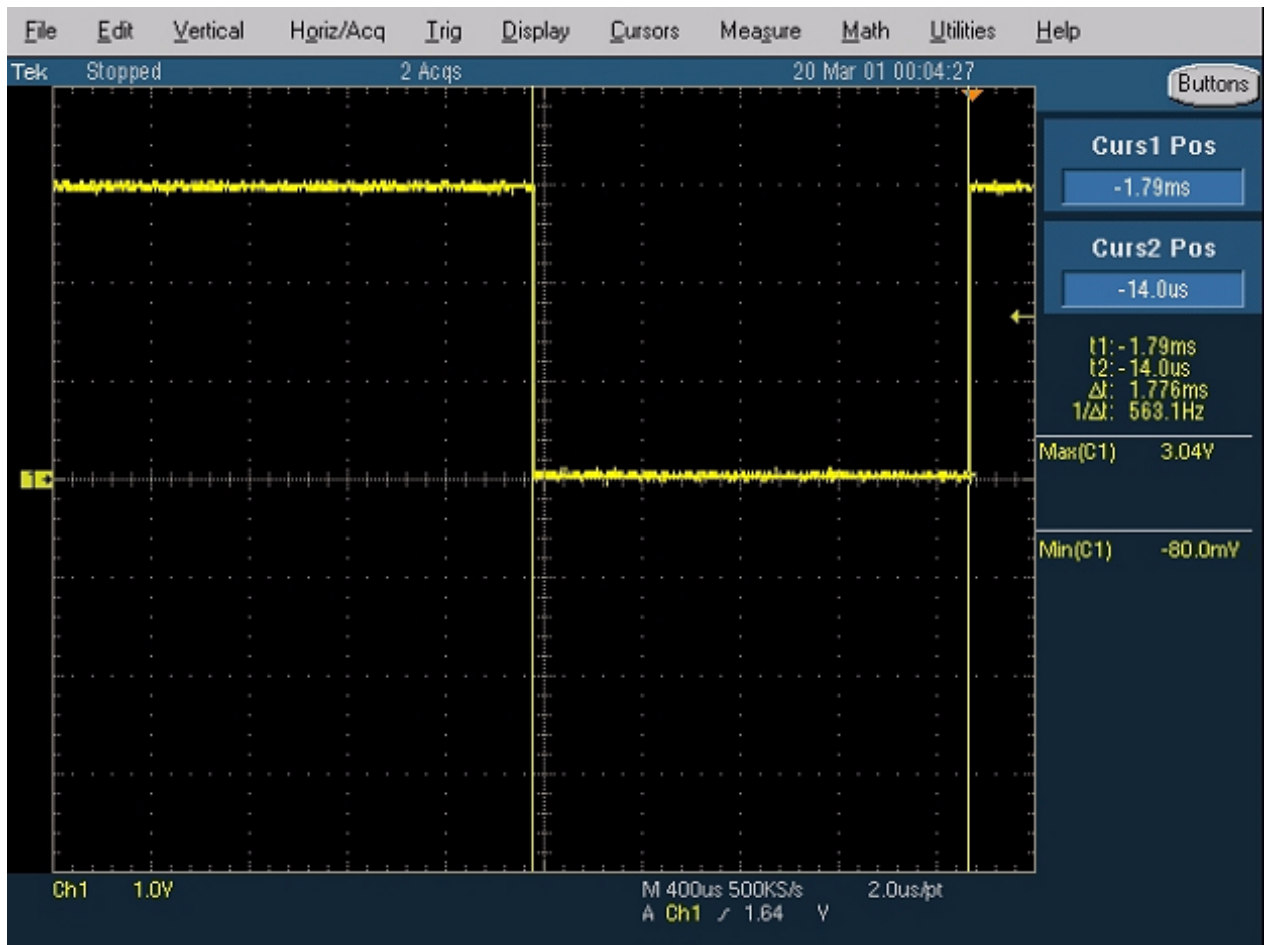 File Edit Vertical Horiz/Acq Trig Display Cursors Measure Math Utilities Help
Tek Stopped 2 Acqs 20 Mar 01 00:04:27
Buttons
Curs1 Pos
-1.79ms
Curs2 Pos
-14.0us
t1: -1.79ms
t2: -14.0us
Δt: 1.776ms
1/Δt: 563.1Hz
Max(C1) 3.04V
1
Min(C1) -80.0mV
Ch1 1.0V M 400us 500KS/s 2.0us/pt
A Ch1 ⁄ 1.64 V